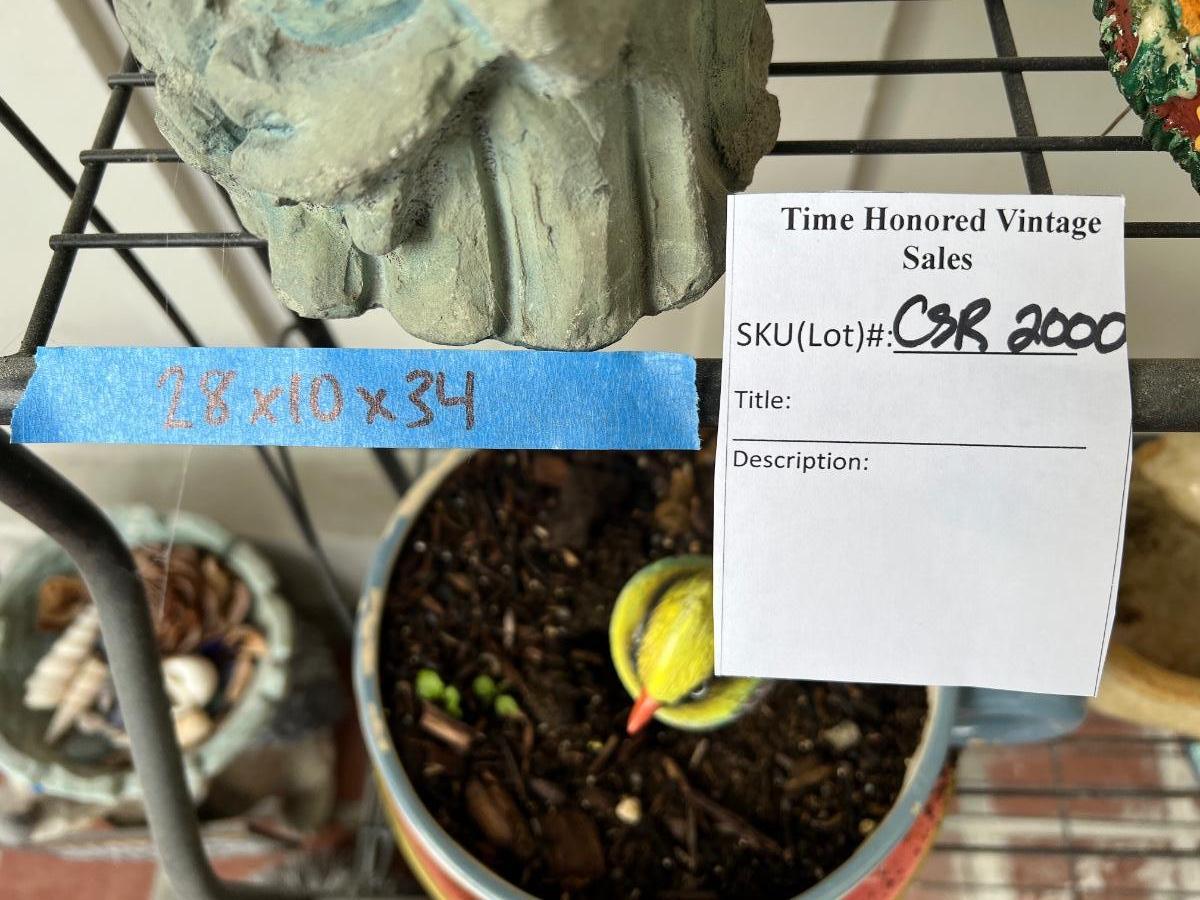 Time Honored Vintage
Sales
SKU(Lot)#: CSR 2000
28x10x34
Title:
Description: